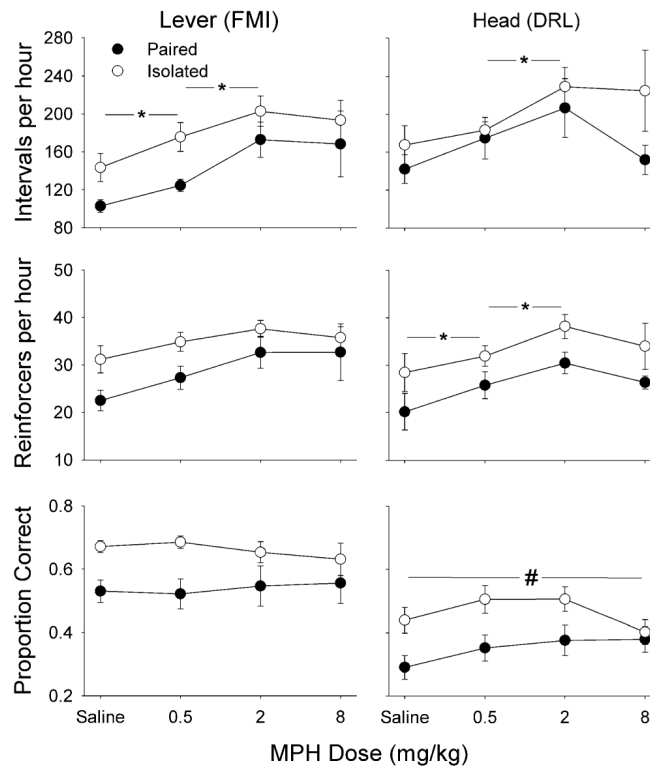 Lever (FMI)
Head (DRL)
Paired
Isolated
Intervals per hour
280
240
200
160
120
80
*
*
*
Reinforcers per hour
50
40
30
20
10
*
*
Proportion Correct
0.8
0.6
0.4
0.2
#
Saline 0.5 2 8
Saline 0.5 2 8
MPH Dose (mg/kg)